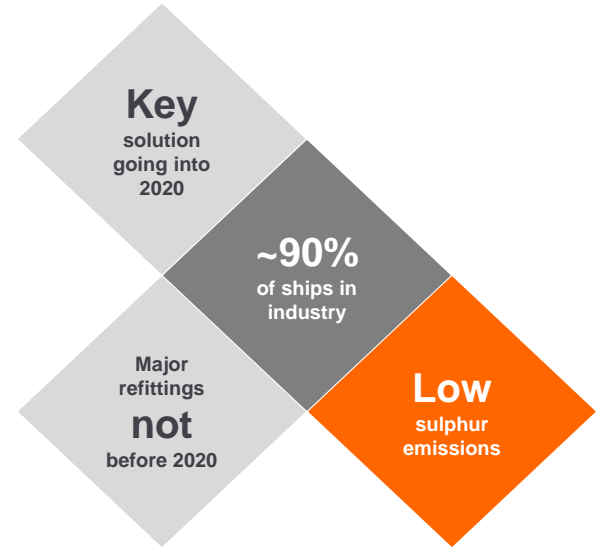 Key
solution
going into
2020
~90%
of ships in
industry
Major
refittings
not
before 2020
Low
sulphur
emissions